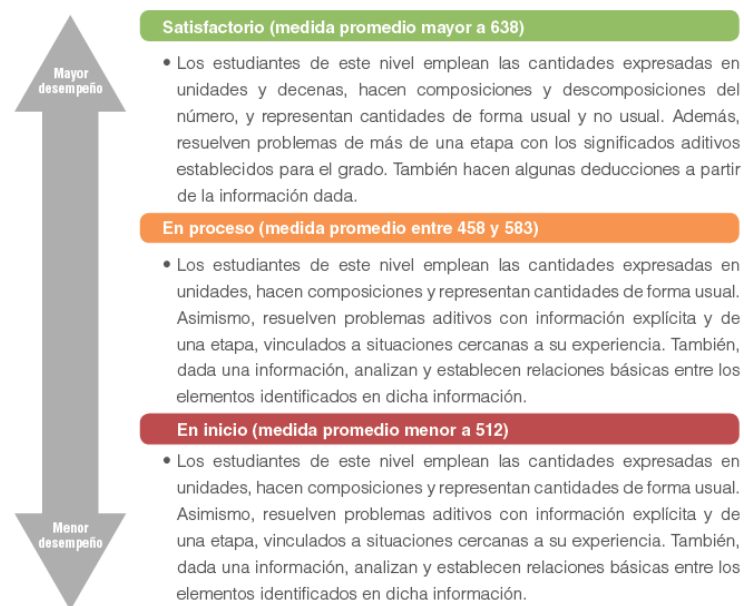 Satisfactorio (medida promedio mayor a 638)
Mayor
desempeño
• Los estudiantes de este nivel emplean las cantidades expresadas en
unidades y decenas, hacen composiciones y descomposiciones del
número, y representan cantidades de forma usual y no usual. Además,
resuelven problemas de más de una etapa con los significados aditivos
establecidos para el grado. También hacen algunas deducciones a partir
de la información dada.
En proceso (medida promedio entre 458 y 583)
• Los estudiantes de este nivel emplean las cantidades expresadas en
unidades, hacen composiciones y representan cantidades de forma usual.
Asimismo, resuelven problemas aditivos con información explícita y de
una etapa, vinculados a situaciones cercanas a su experiencia. También,
dada una información, analizan y establecen relaciones básicas entre los
elementos identificados en dicha información.
En inicio (medida promedio menor a 512)
• Los estudiantes de este nivel emplean las cantidades expresadas en
unidades, hacen composiciones y representan cantidades de forma usual.
Asimismo, resuelven problemas aditivos con información explícita y de
una etapa, vinculados a situaciones cercanas a su experiencia. También,
dada una información, analizan y establecen relaciones básicas entre los
elementos identificados en dicha información.
Menor
desempeño